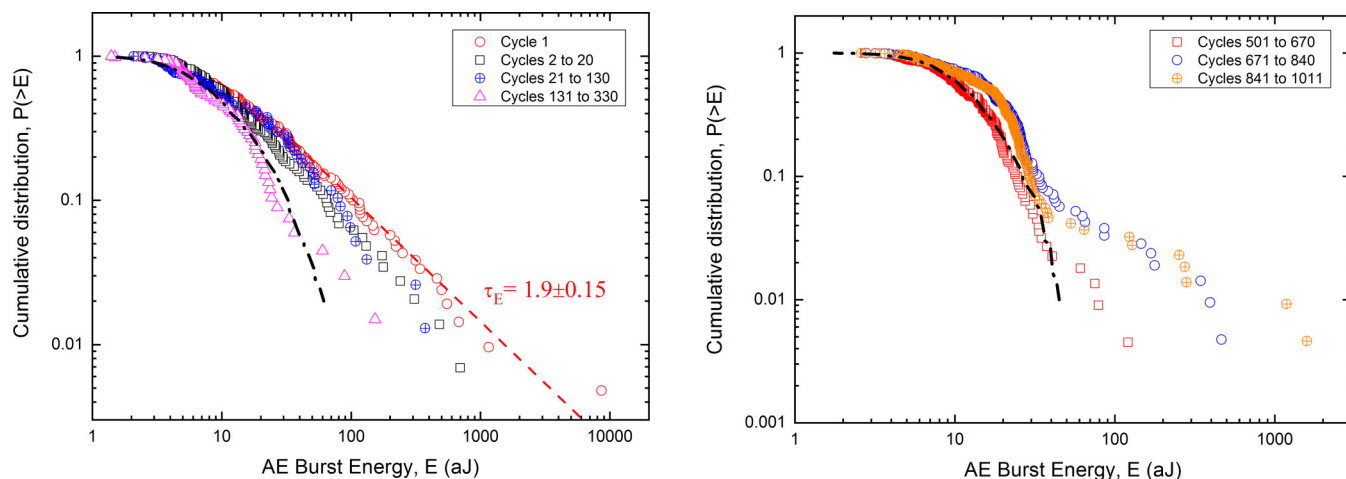 Cumulative distribution, P(>E)
1
0.1
0.01
Cycle 1
Cycles 2 to 20
Cycles 21 to 130
Cycles 131 to 330
τE= 1.9±0.15
1 10 100 1000 10000
AE Burst Energy, E (aJ)
Cumulative distribution, P(>E)
1
0.1
0.01
0.001
Cycles 501 to 670
Cycles 671 to 840
Cycles 841 to 1011
1 10 100 1000
AE Burst Energy, E (aJ)